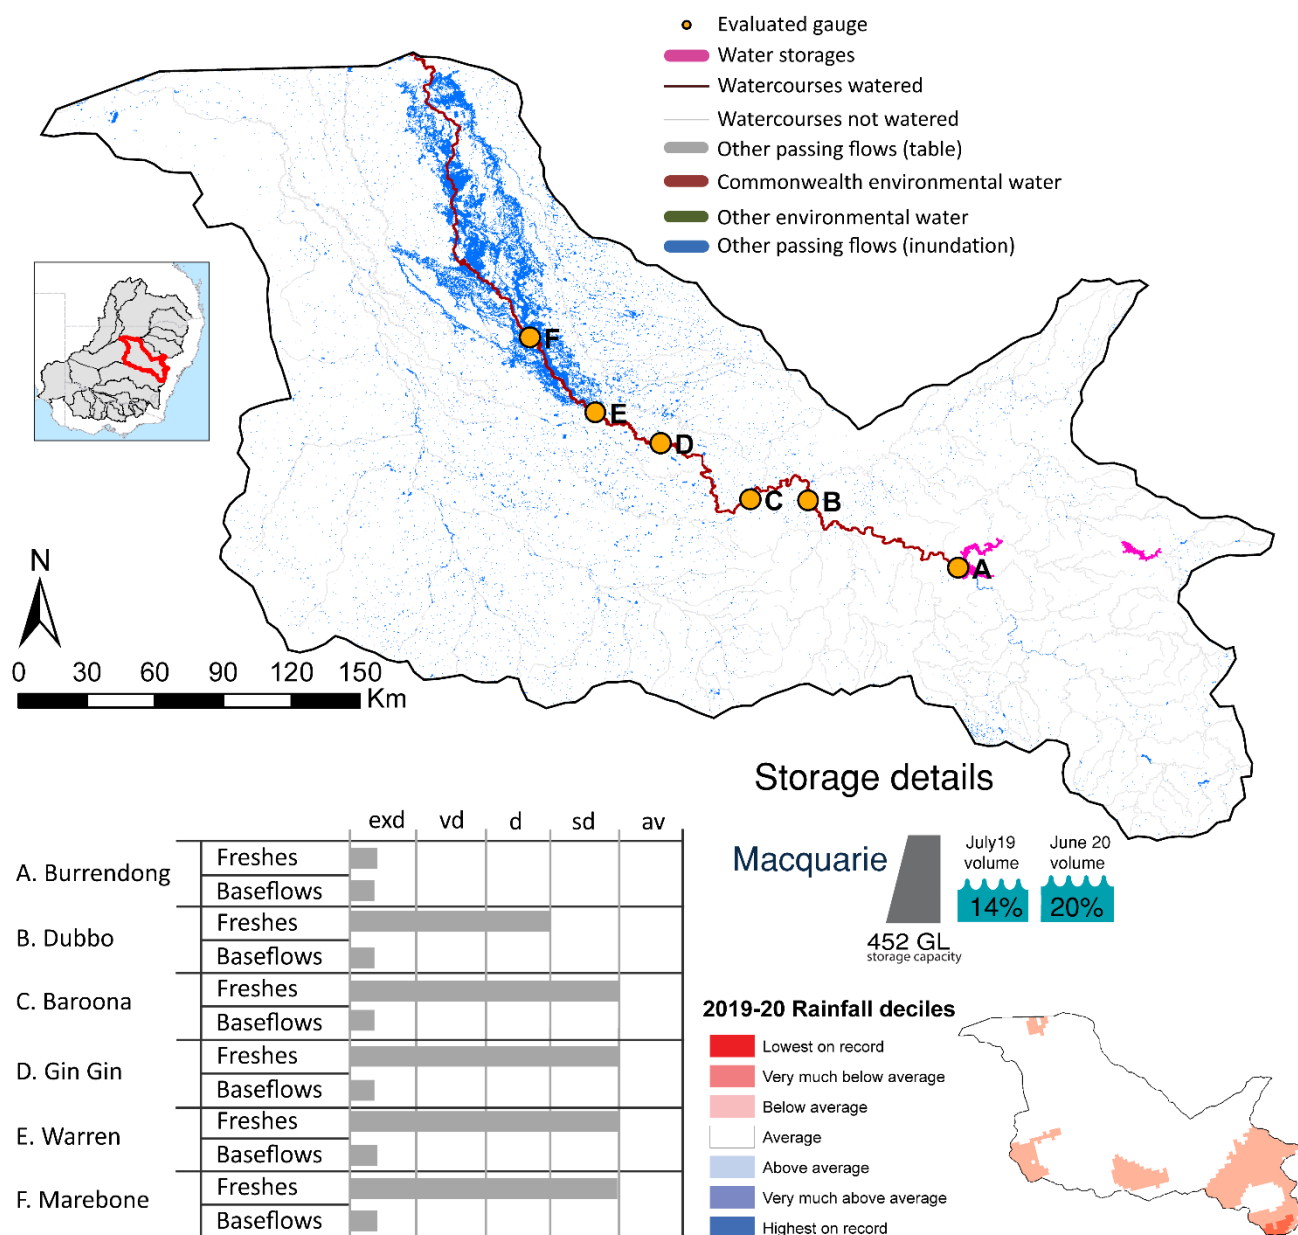 Evaluated gauge
Water storages
Watercourses watered
Watercourses not watered
Other passing flows (table)
Commonwealth environmental water
Other environmental water
Other passing flows (inundation)
F
E
D
C
B
A
N
0 30 60 90 120 150
Km
Storage details
Macquarie
July19
volume
14%
June 20
volume
20%
452 GL
storage capacity
exd vd d sd av
A. Burrendong
Freshes
Baseflows
B. Dubbo
Freshes
Baseflows
C. Baroona
Freshes
Baseflows
D. Gin Gin
Freshes
Baseflows
E. Warren
Freshes
Baseflows
F. Marebone
Freshes
Baseflows
2019-20 Rainfall deciles
Lowest on record
Very much below average
Below average
Average
Above average
Very much above average
Highest on record